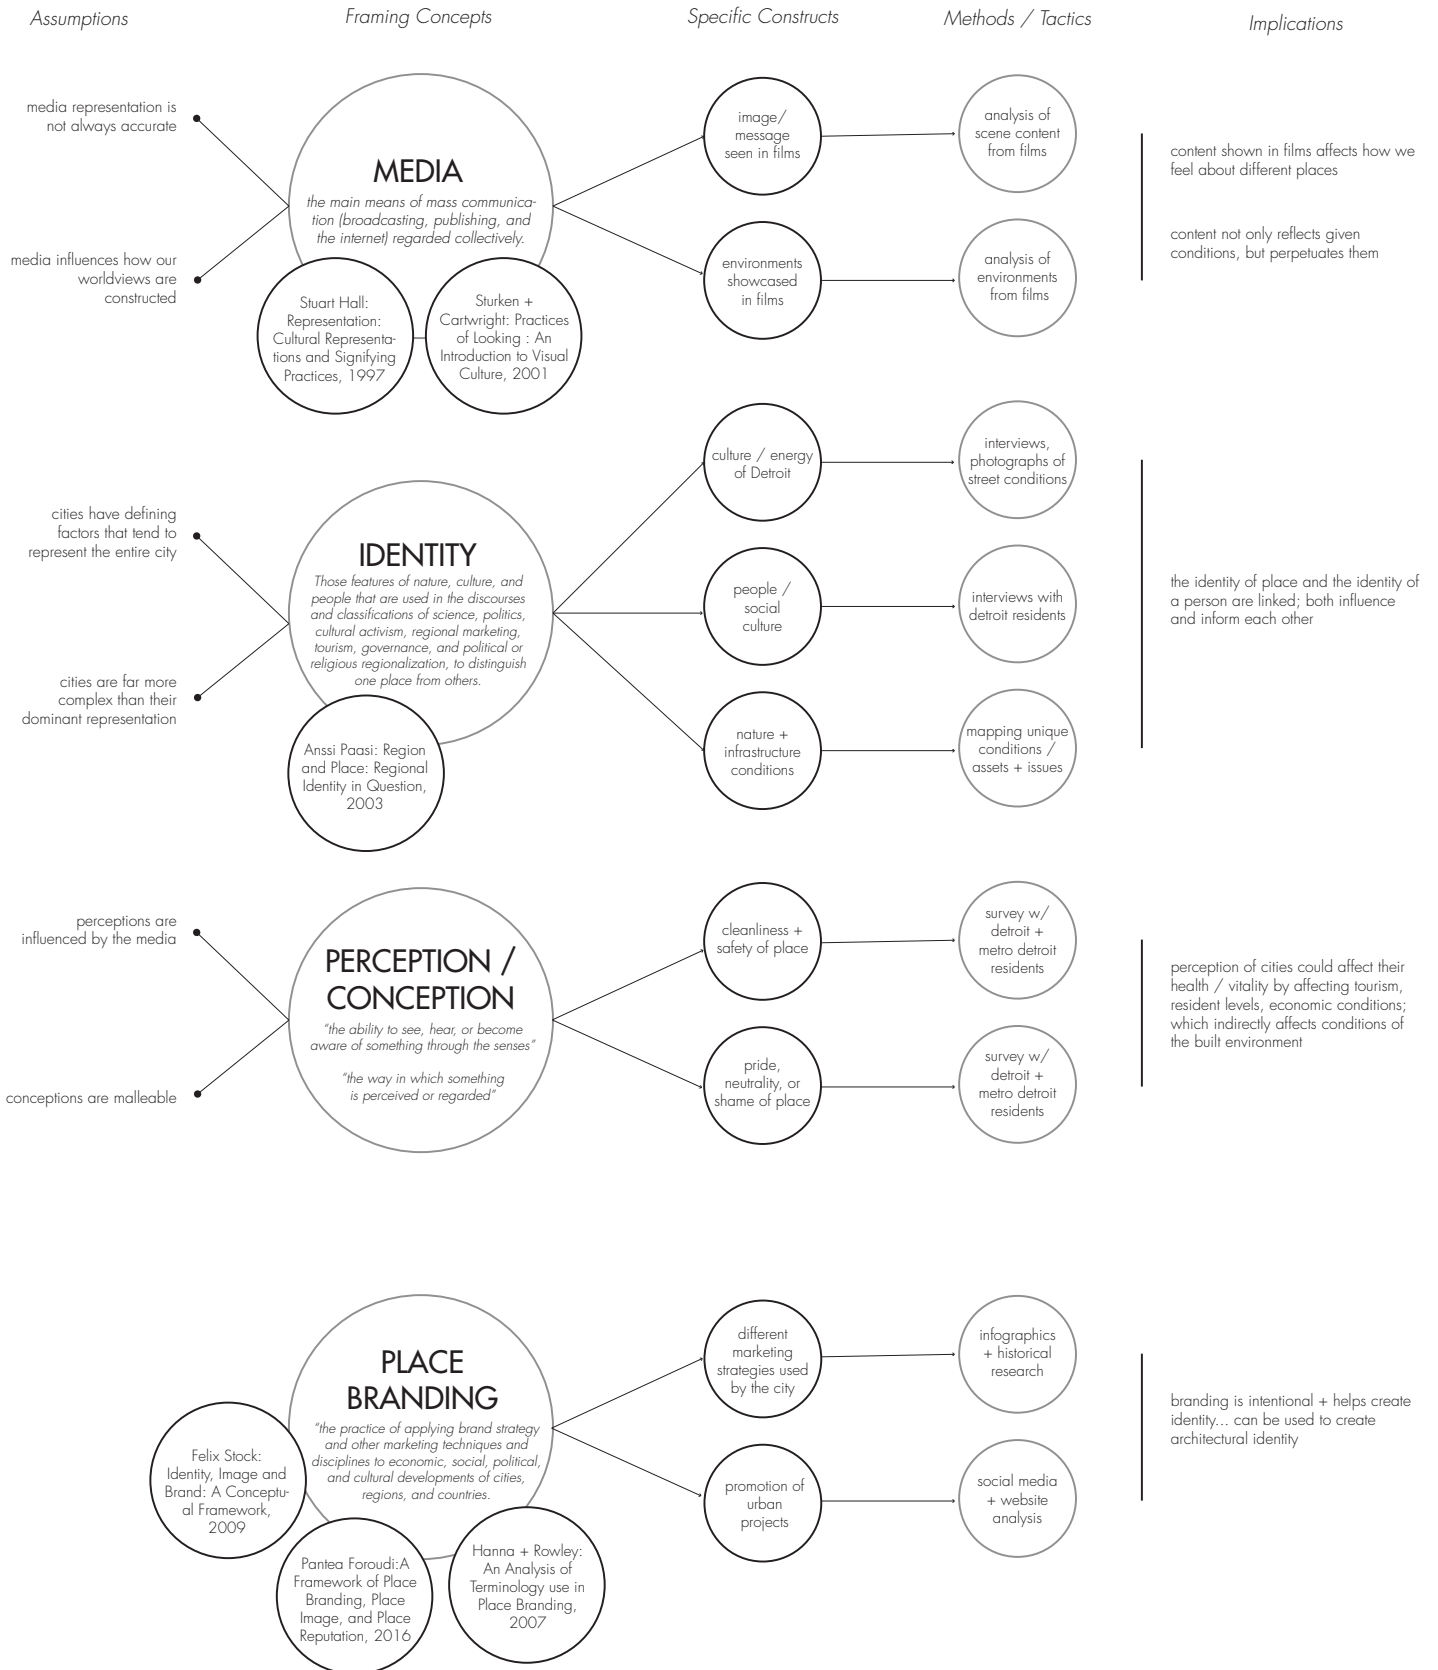 Assumptions
Framing Concepts
Specific Constructs
Methods / Tactics
Implications
media representation is
not always accurate
media influences how our
worldviews are
constructed
MEDIA
the main means of mass communica-
tion (broadcasting, publishing, and
the internet) regarded collectively.
Stuart Hall:
Representation:
Cultural Representa-
tions and Signifying
Practices, 1997
Sturken +
Cartwright: Practices
of Looking : An
Introduction to Visual
Culture, 2001
image/
message
seen in films
environments
showcased
in films
analysis of
scene content
from films
analysis of
environments
from films
content shown in films affects how we
feel about different places
content not only reflects given
conditions, but perpetuates them
cities have defining
factors that tend to
represent the entire city
cities are far more
complex than their
dominant representation
IDENTITY
Those features of nature, culture, and
people that are used in the discourses
and classifications of science, politics,
cultural activism, regional marketing,
tourism, governance, and political or
religious regionalization, to distinguish
one place from others.
Anssi Paasi: Region
and Place: Regional
Identity in Question,
2003
culture / energy
of Detroit
people /
social
culture
nature +
infrastructure
conditions
interviews,
photographs of
street conditions
interviews with
detroit residents
mapping unique
conditions /
assets + issues
the identity of place and the identity of
a person are linked; both influence
and inform each other
perceptions are
influenced by the media
conceptions are malleable
PERCEPTION /
CONCEPTION
“the ability to see, hear, or become
aware of something through the senses”
“the way in which something
is perceived or regarded”
cleanliness +
safety of place
pride,
neutrality, or
shame of place
survey w/
detroit +
metro detroit
residents
survey w/
detroit +
metro detroit
residents
perception of cities could affect their
health / vitality by affecting tourism,
resident levels, economic conditions;
which indirectly affects conditions of
the built environment
PLACE
BRANDING
“the practice of applying brand strategy
and other marketing techniques and
disciplines to economic, social, political,
and cultural developments of cities,
regions, and countries.
Felix Stock:
Identity, Image and
Brand: A Conceptu-
al Framework,
2009
Pantea Foroudi:A
Framework of Place
Branding, Place
Image, and Place
Reputation, 2016
Hanna + Rowley:
An Analysis of
Terminology use in
Place Branding,
2007
different
marketing
strategies used
by the city
promotion of
urban
projects
infographics
+ historical
research
social media
+ website
analysis
branding is intentional + helps create
identity... can be used to create
architectural identity